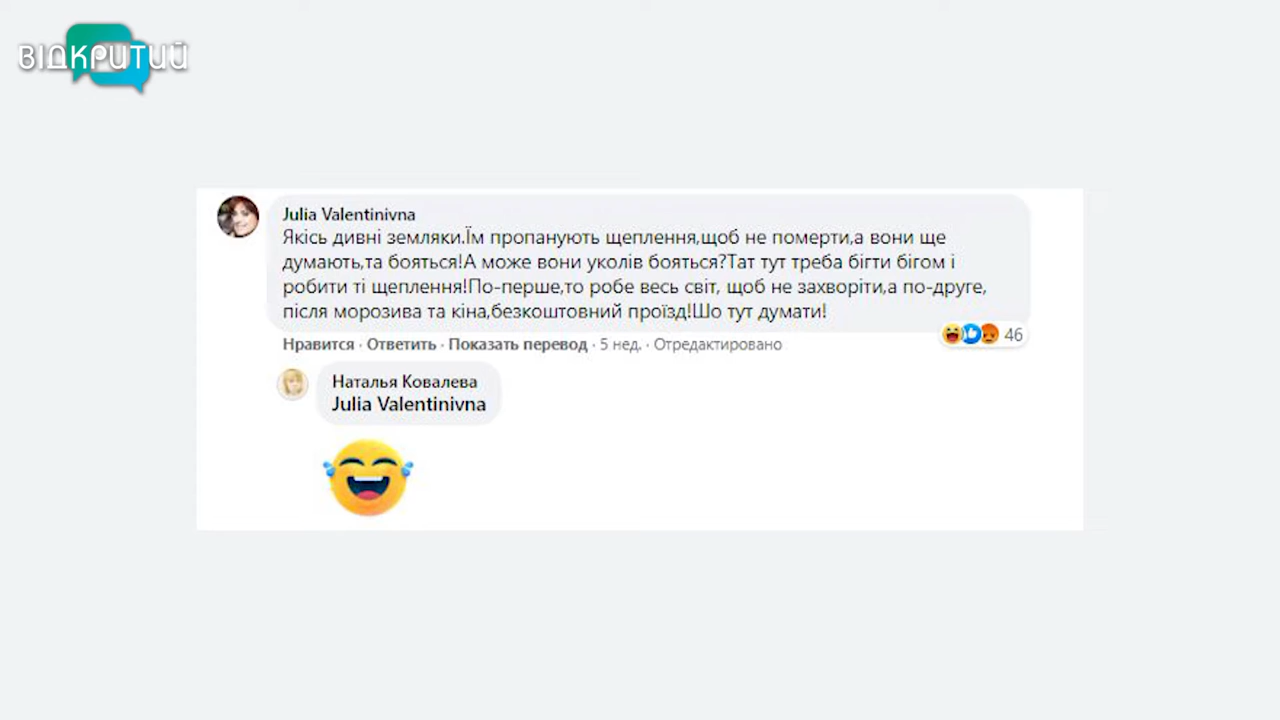 ВІДКРИТИЙ
Julia Valentinivna
Якісь дивні земляки.Їм пропанують щеплення,щоб не померти,а вони ще
думають,та бояться!А може вони уколів бояться?Тат тут треба бігти бігом і
робити ті щеплення!По-перше,то робе весь світ, щоб не захворіти,а по-друге,
після морозива та кіна,безкоштовний проїзд!Шо тут думати!
46
Нравится · Ответить · Показать перевод · 5 нед. · Отредактировано
Наталья Ковалева
Julia Valentinivna